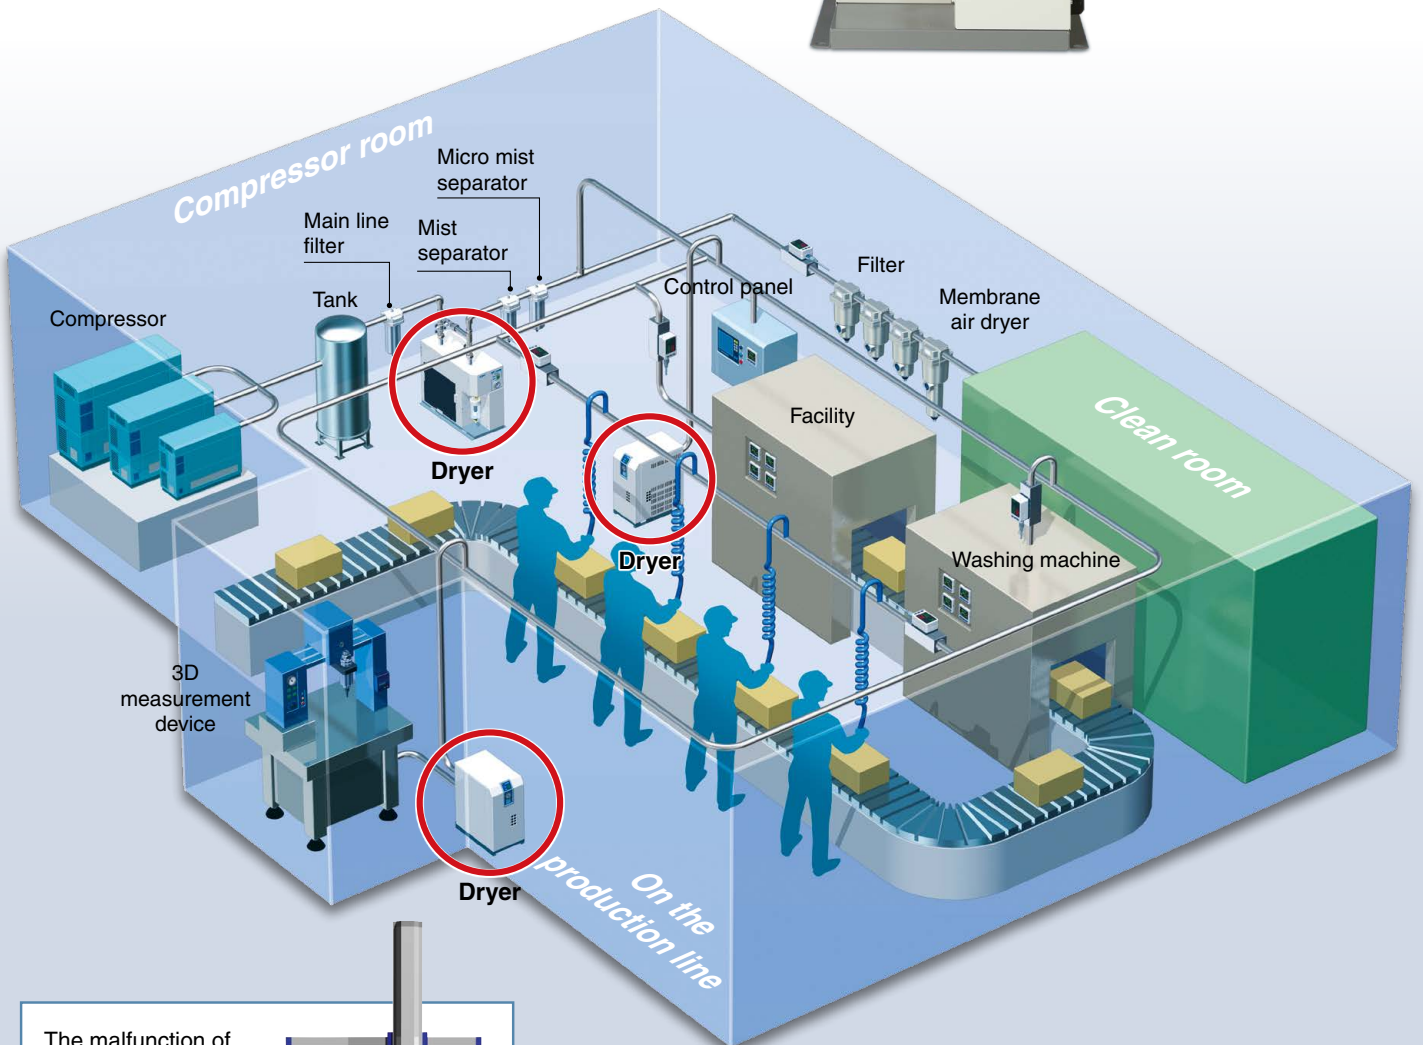 Compressor room
Micro mist
separator
Main line
filter
Mist
separator
Tank
Compressor
Control panel
Filter
Membrane
air dryer
Dryer
Facility
Clean room
Dryer
Washing machine
3D
measurement
device
Dryer
On the
production line
The malfunction of